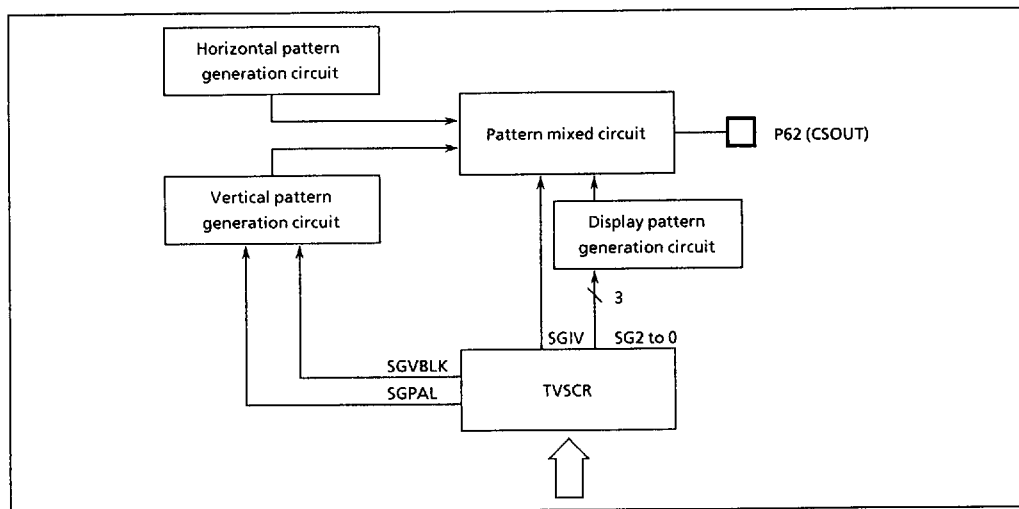 Horizontal pattern
generation circuit
Pattern mixed circuit
P62 (CSOUT)
Vertical pattern
generation circuit
Display pattern
generation circuit
3
SGIV
SG2 to 0
SGVBLK
SGPAL
TVSCR